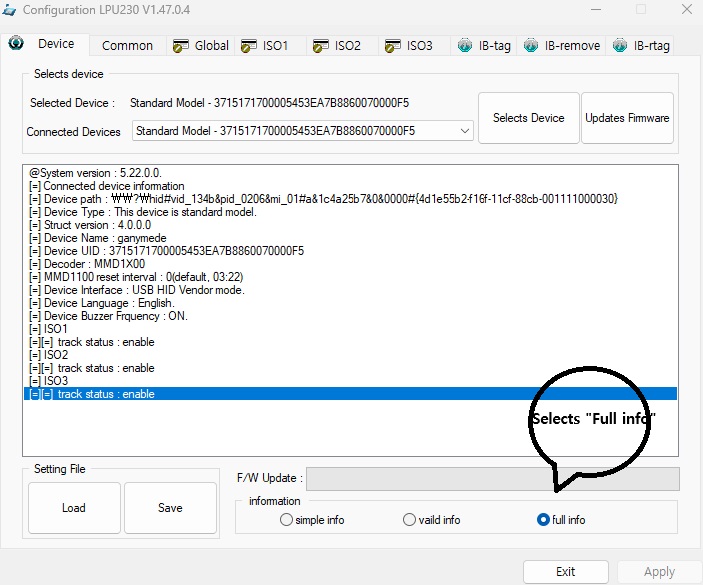 Configuration LPU230 V1.47.0.4
Device Common Global ISO1 ISO2 ISO3 IB-tag IB-remove IB-rtag
Selects device
Selected Device : Standard Model - 3715171700005453EA7B8860070000F5
Connected Devices Standard Model - 3715171700005453EA7B8860070000F5
Selects Device Updates Firmware
@System version : 5.22.0.0.
[=] Connected device information
[=] Device path : ₩₩?₩hid#vid_134b&pid_0206&mi_01#a&1c4a25b7&0&0000#{4d1e55b2-f16f-11cf-88cb-001111000030}
[=] Device Type : This device is standard model.
[=] Struct version : 4.0.0.0
[=] Device Name : ganymede
[=] Device UID : 3715171700005453EA7B8860070000F5
[=] Decoder : MMD1X00
[=] MMD1100 reset interval : 0(default, 03:22)
[=] Device Interface : USB HID Vendor mode.
[=] Device Language : English.
[=] Device Buzzer Frquency : ON.
[=] ISO1
[=][=] track status : enable
[=] ISO2
[=][=] track status : enable
[=] ISO3
[=][=] track status : enable
Selects "Full info"
Setting File
Load Save
F/W Update :
information
simple info vaild info full info
Exit Apply